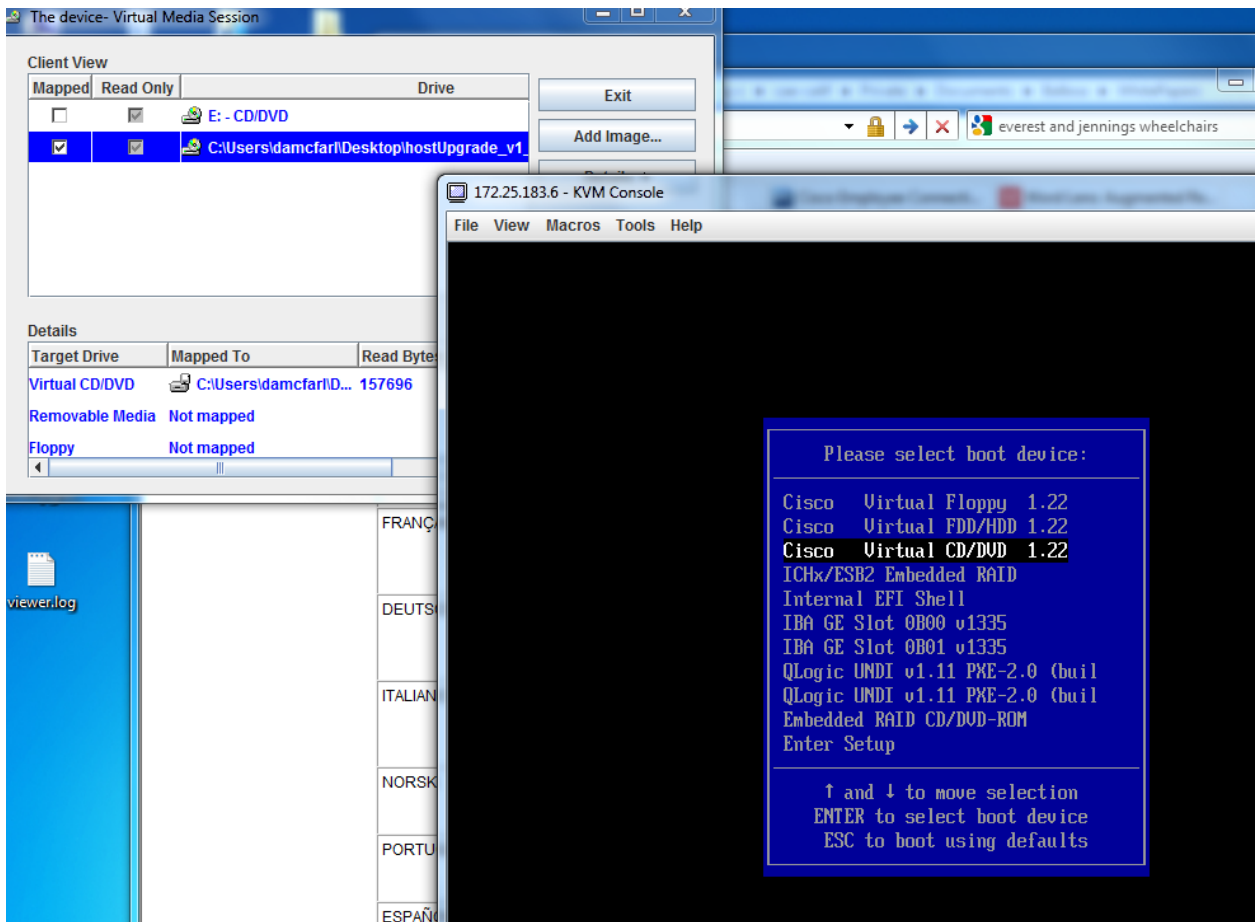 The device- Virtual Media Session
Client View
Mapped Read Only Drive
E: - CD/DVD
C:\Users\damcfarl\Desktop\hostUpgrade_v1_
Exit
Add Image...
everest and jennings wheelchairs
172.25.183.6 - KVM Console
File View Macros Tools Help
Details
Target Drive Mapped To Read Bytes
Virtual CD/DVD C:\Users\damcfarl\D... 157696
Removable Media Not mapped
Floppy Not mapped
viewer.log
FRANÇA
DEUTS
ITALIAN
NORSK
PORTU
ESPAÑ
Please select boot device:
Cisco Virtual Floppy 1.22
Cisco Virtual FDD/HDD 1.22
Cisco Virtual CD/DVD 1.22
ICHx/ESB2 Embedded RAID
Internal EFI Shell
IBA GE Slot 0B00 v1335
IBA GE Slot 0B01 v1335
QLogic UNDI v1.11 PXE-2.0 (buil
QLogic UNDI v1.11 PXE-2.0 (buil
Embedded RAID CD/DVD-ROM
Enter Setup
↑ and ↓ to move selection
ENTER to select boot device
ESC to boot using defaults